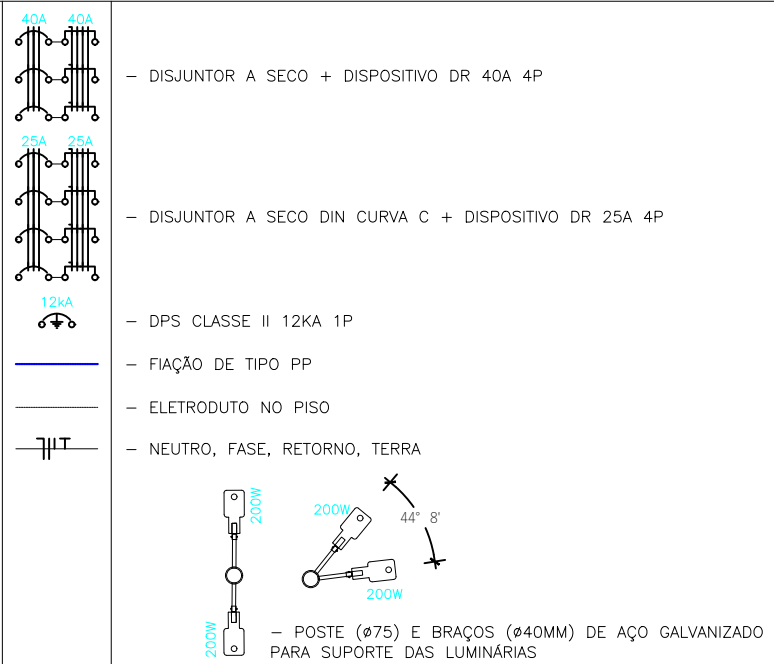 40A 40A
- DISJUNTOR A SECO + DISPOSITIVO DR 40A 4P
25A 25A
- DISJUNTOR A SECO DIN CURVA C + DISPOSITIVO DR 25A 4P
12kA
- DPS CLASSE II 12KA 1P
- FIAÇÃO DE TIPO PP
- ELETRODUTO NO PISO
- NEUTRO, FASE, RETORNO, TERRA
200W
200W
44° 8'
200W
200W
- POSTE (ø75) E BRAÇOS (ø40MM) DE AÇO GALVANIZADO
PARA SUPORTE DAS LUMINÁRIAS